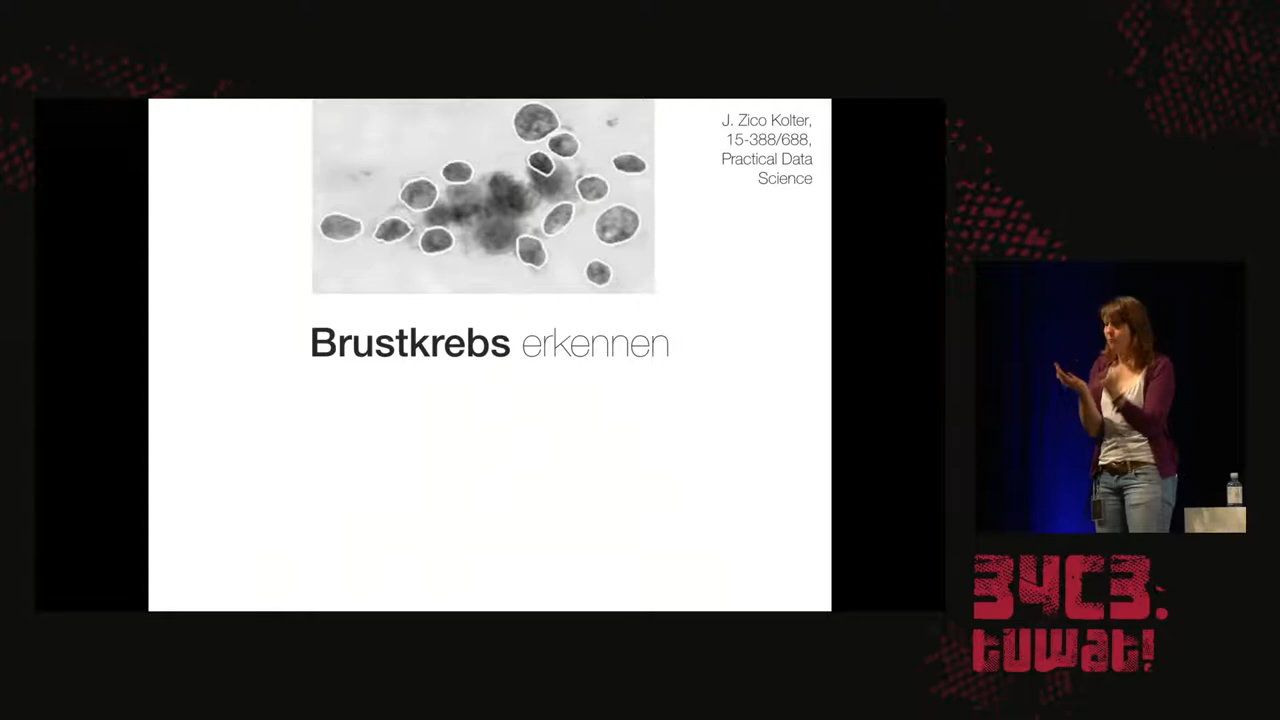 J. Zico Kolter,
15-388/688,
Practical Data
Science
Brustkrebs erkennen
34C3.
tuwat!